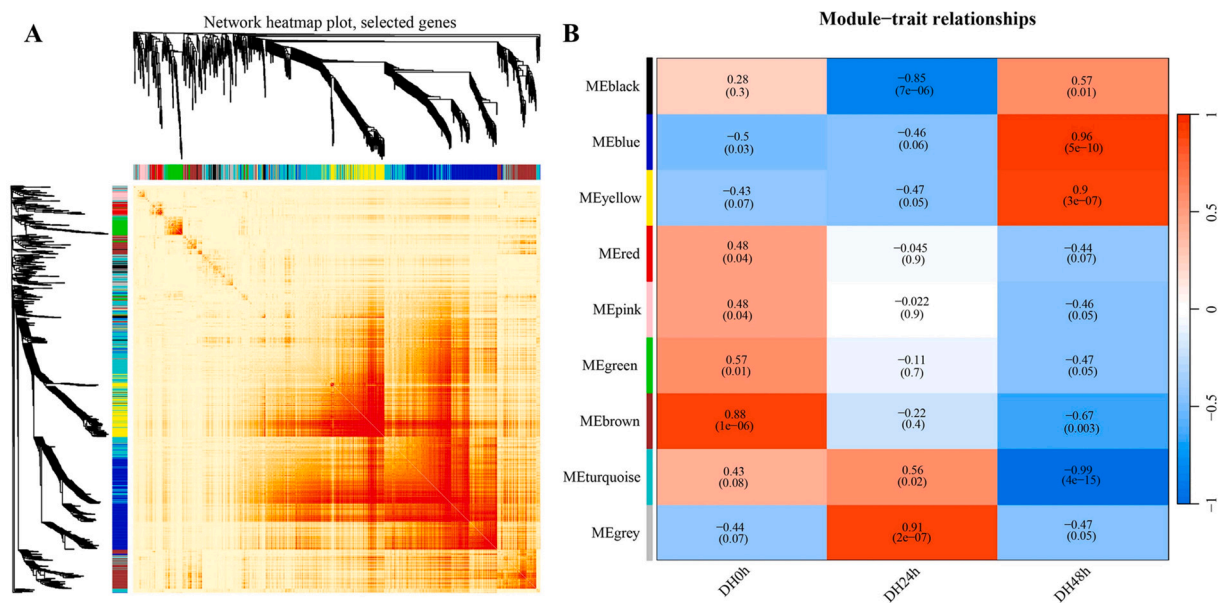 A
Network heatmap plot, selected genes
B
Module−trait relationships
MEblack
0.28
(0.3)
−0.85
(7e−06)
0.57
(0.01)
MEblue
−0.5
(0.03)
−0.46
(0.06)
0.96
(5e−10)
MEyellow
−0.43
(0.07)
−0.47
(0.05)
0.9
(3e−07)
MEred
0.48
(0.04)
−0.045
(0.9)
−0.44
(0.07)
MEpink
0.48
(0.04)
−0.022
(0.9)
−0.46
(0.05)
MEgreen
0.57
(0.01)
−0.11
(0.7)
−0.47
(0.05)
MEbrown
0.88
(1e−06)
−0.22
(0.4)
−0.67
(0.003)
MEturquoise
0.43
(0.08)
0.56
(0.02)
−0.99
(4e−15)
MEgrey
−0.44
(0.07)
0.91
(2e−07)
−0.47
(0.05)
DH0h
DH24h
DH48h
1
0.5
0
−0.5
−1